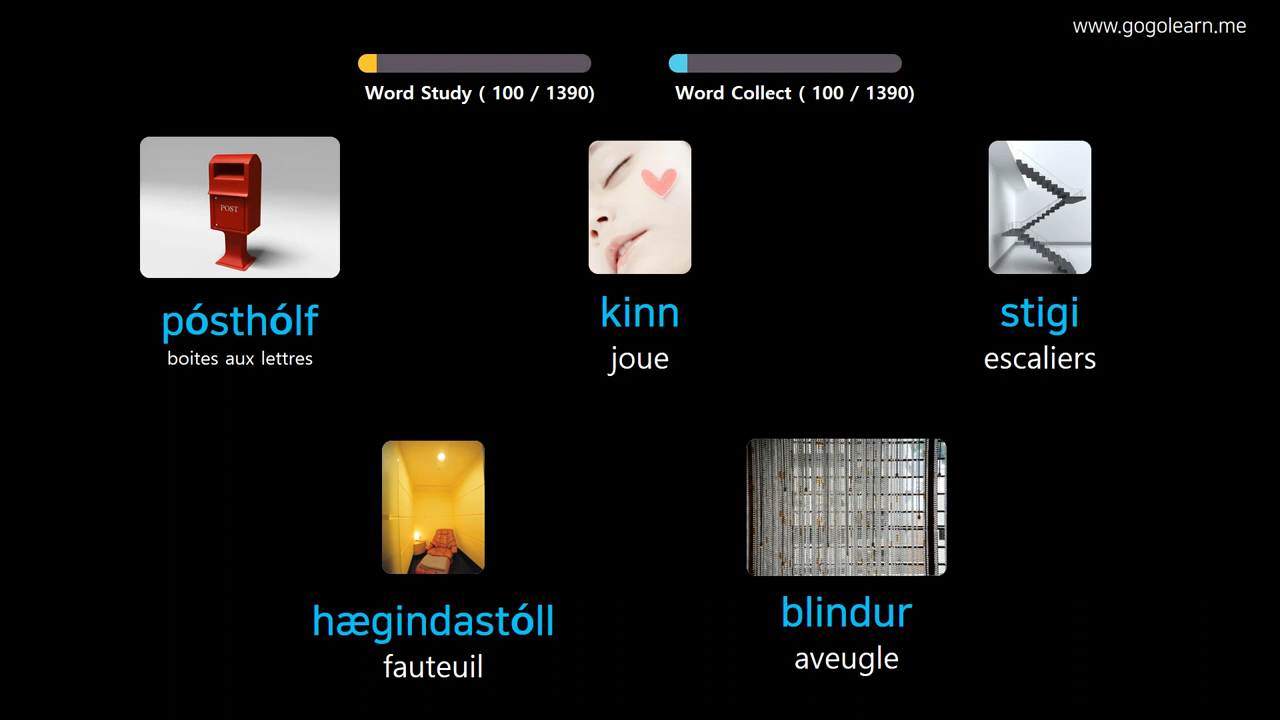 www.gogolearn.me
Word Study ( 100 / 1390)
Word Collect ( 100 / 1390)
POST
pósthólf
boites aux lettres
kinn
joue
stigi
escaliers
hægindastóll
fauteuil
blindur
aveugle